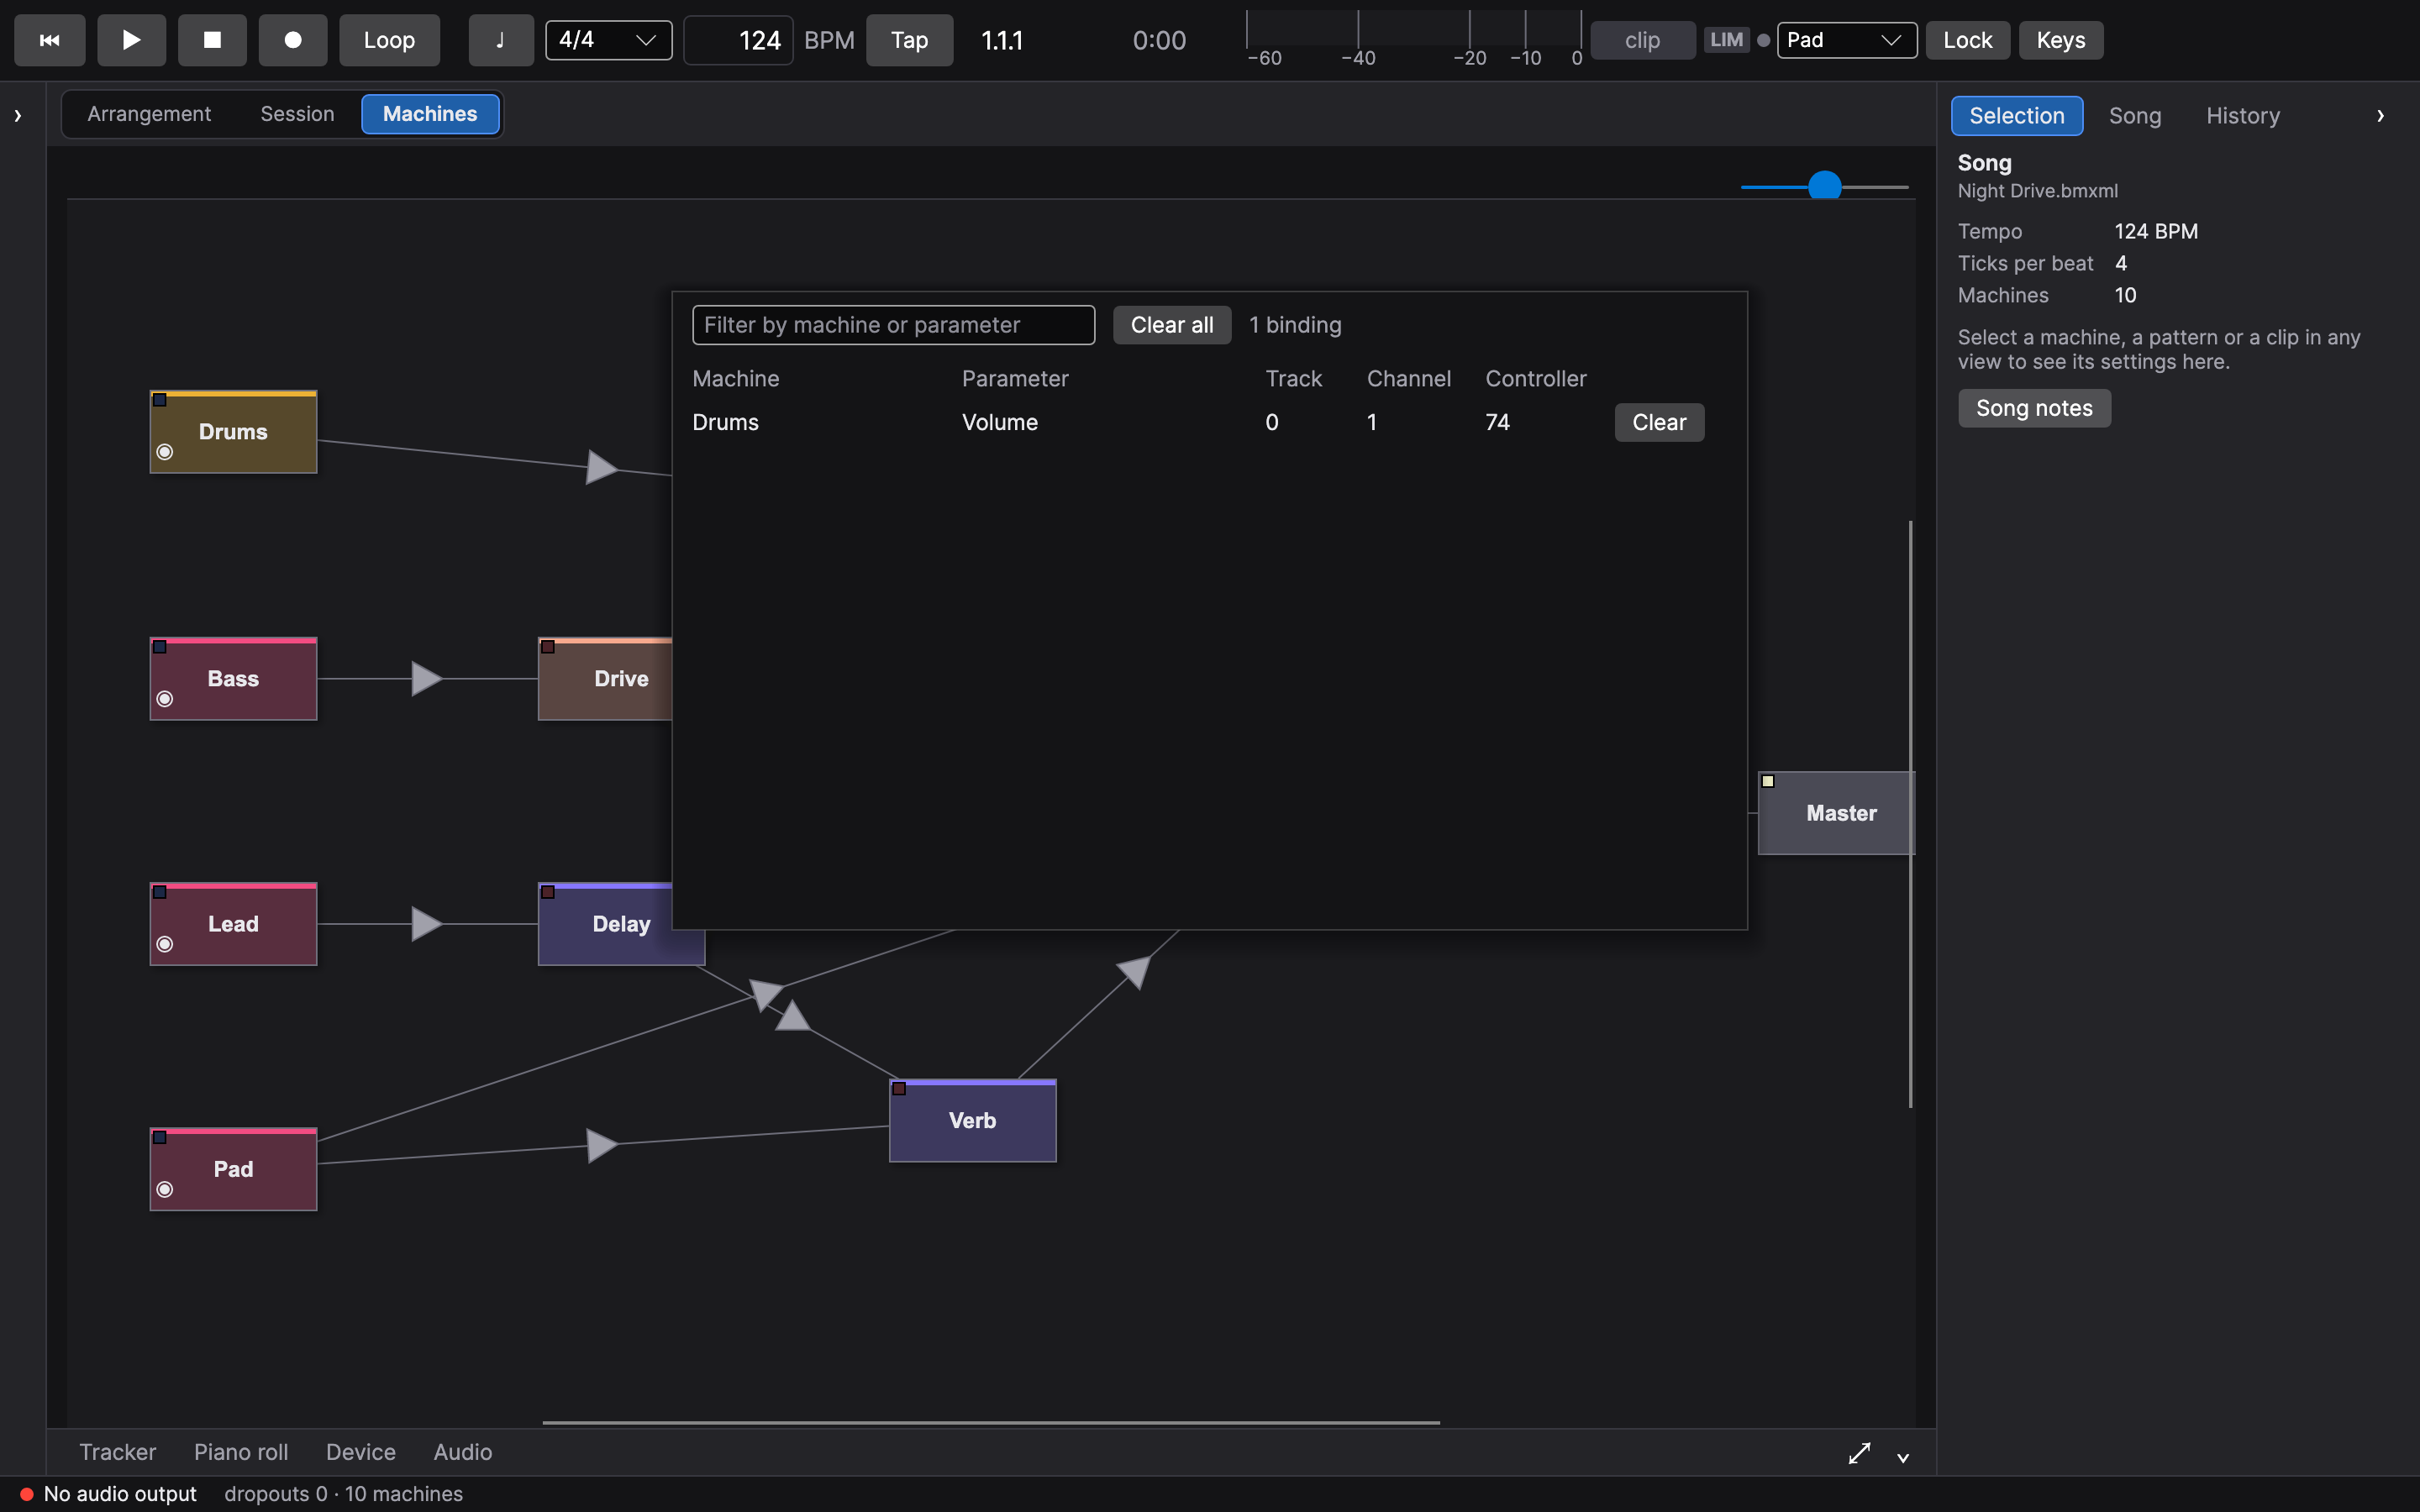 Loop
4/4
124
BPM
Tap
1.1.1
0:00
−60
−40
−20
−10
0
clip
LIM
Pad
Lock
Keys
Arrangement
Session
Machines
Selection
Song
History
Song
Night Drive.bmxml
Tempo
124 BPM
Ticks per beat
4
Machines
10
Select a machine, a pattern or a clip in any
view to see its settings here.
Song notes
Filter by machine or parameter
Clear all
1 binding
Machine
Parameter
Track
Channel
Controller
Drums
Volume
0
1
74
Clear
Drums
Bass
Drive
Master
Lead
Delay
Verb
Pad
Tracker
Piano roll
Device
Audio
No audio output
dropouts 0 · 10 machines